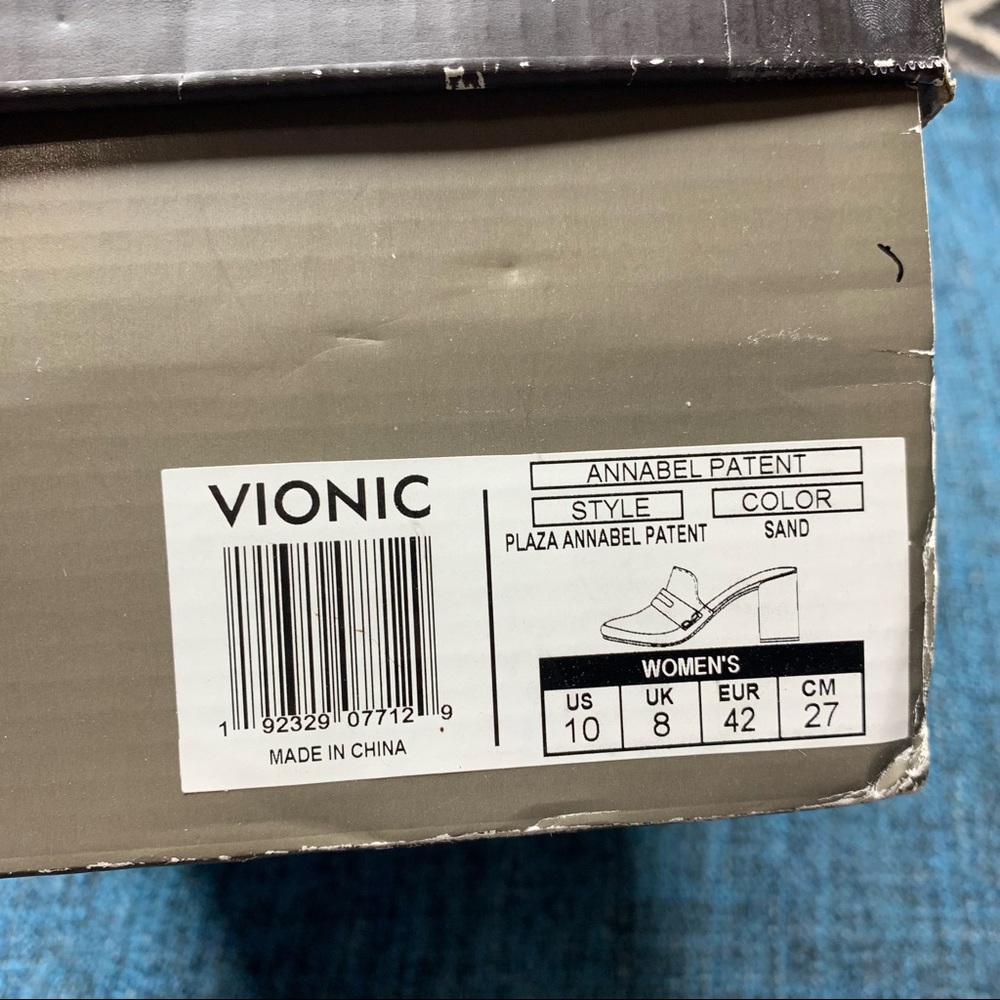 VIONIC
1 92329 07712 9
MADE IN CHINA
ANNABEL PATENT
STYLE COLOR
PLAZA ANNABEL PATENT SAND
WOMEN'S
US UK EUR CM
10 8 42 27